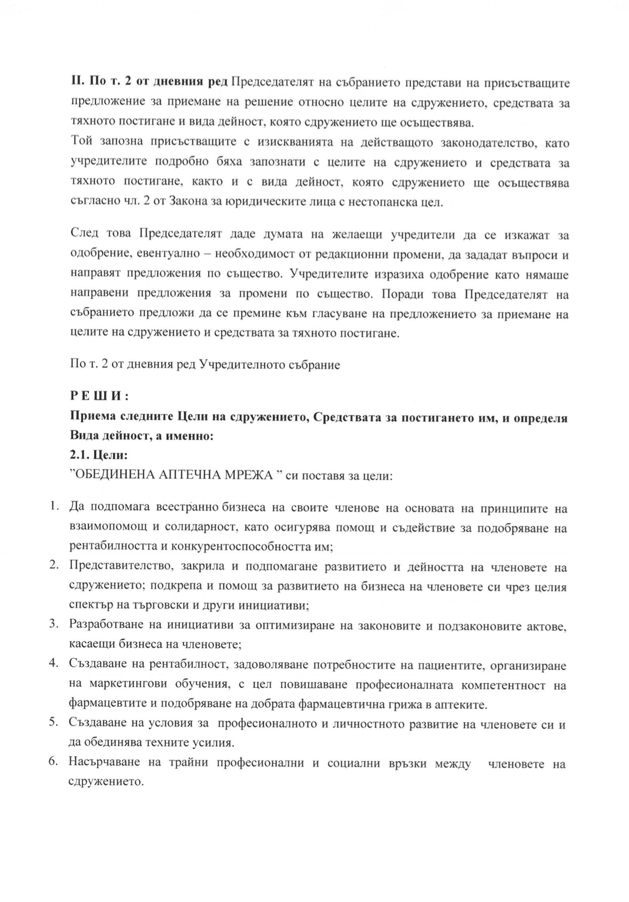 II. По т. 2 от дневния ред Председателят на събранието представи на присъстващите
предложение за приемане на решение относно целите на сдружението, средствата за
тяхното постигане и вида дейност, която сдружението ще осъществява.
Той запозна присъстващите с изискванията на действащото законодателство, като
учредителите подробно бяха запознати с целите на сдружението и средствата за
тяхното постигане, както и с вида дейност, която сдружението ще осъществява
съгласно чл. 2 от Закона за юридическите лица с нестопанска цел.
След това Председателят даде думата на желаещи учредители да се изкажат за
одобрение, евентуално – необходимост от редакционни промени, да зададат въпроси и
направят предложения по същество. Учредителите изразиха одобрение като нямаше
направени предложения за промени по същество. Поради това Председателят на
събранието предложи да се премине към гласуване на предложението за приемане на
целите на сдружението и средствата за тяхното постигане.
По т. 2 от дневния ред Учредителното събрание
Р Е Ш И :
Приема следните Цели на сдружението, Средствата за постигането им, и определя
Вида дейност, а именно:
2.1. Цели:
”ОБЕДИНЕНА АПТЕЧНА МРЕЖА ” си поставя за цели:
1. Да подпомага всестранно бизнеса на своите членове на основата на принципите на
взаимопомощ и солидарност, като осигурява помощ и съдействие за подобряване на
рентабилността и конкурентоспособността им;
2. Представителство, закрила и подпомагане развитието и дейността на членовете на
сдружението; подкрепа и помощ за развитието на бизнеса на членовете си чрез целия
спектър на търговски и други инициативи;
3. Разработване на инициативи за оптимизиране на законовите и подзаконовите актове,
касаещи бизнеса на членовете;
4. Създаване на рентабилност, задоволяване потребностите на пациентите, организиране
на маркетингови обучения, с цел повишаване професионалната компетентност на
фармацевтите и подобряване на добрата фармацевтична грижа в аптеките.
5. Създаване на условия за професионалното и личностното развитие на членовете си и
да обединява техните усилия.
6. Насърчаване на трайни професионални и социални връзки между членовете на
сдружението.